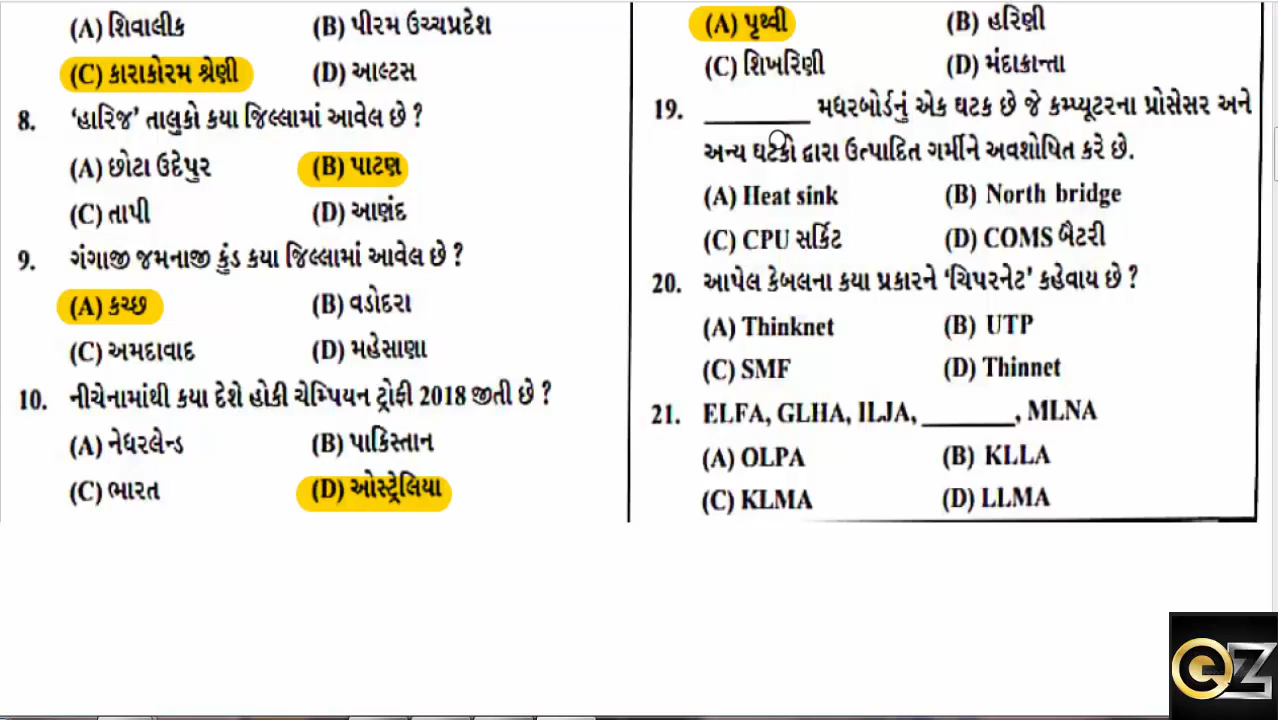 (A) શિવાલીક (B) પીરમ ઉચ્ચપ્રદેશ
(C) કારાકોરમ શ્રેણી (D) આલ્ટસ
8. ‘હારિજ’ તાલુકો કયા જિલ્લામાં આવેલ છે ?
(A) છોટા ઉદેપુર (B) પાટણ
(C) તાપી (D) આણંદ
9. ગંગાજી જમનાજી કુંડ કયા જિલ્લામાં આવેલ છે ?
(A) કચ્છ (B) વડોદરા
(C) અમદાવાદ (D) મહેસાણા
10. નીચેનામાંથી કયા દેશે હોકી ચેમ્પિયન ટ્રોફી 2018 જીતી છે ?
(A) નેધરલેન્ડ (B) પાકિસ્તાન
(C) ભારત (D) ઓસ્ટ્રેલિયા
(A) પૃથ્વી (B) હરિણી
(C) શિખરિણી (D) મંદાક્રાન્તા
19. ________ મધરબોર્ડનું એક ઘટક છે જે કમ્પ્યૂટરના પ્રોસેસર અને
અન્ય ઘટકો દ્વારા ઉત્પાદિત ગર્મીને અવશોષિત કરે છે.
(A) Heat sink (B) North bridge
(C) CPU સર્કિટ (D) COMS બૈટરી
20. આપેલ કેબલના કયા પ્રકારને ‘ચિપરનેટ’ કહેવાય છે ?
(A) Thinknet (B) UTP
(C) SMF (D) Thinnet
21. ELFA, GLHA, ILJA, _______, MLNA
(A) OLPA (B) KLLA
(C) KLMA (D) LLMA
eZ